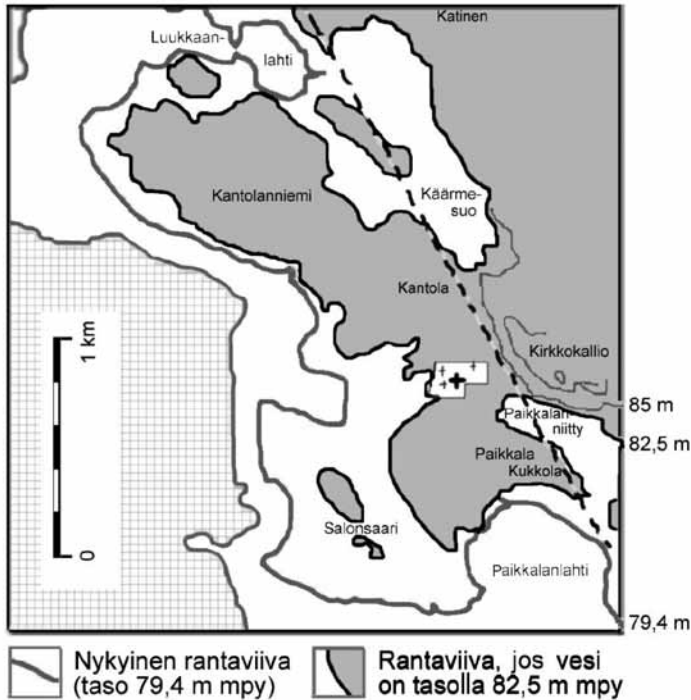 Katinen
Luukkaan-
lahti
Kantolanniemi
Käärme-
suo
Kantola
1 km
0
Kirkkokallio
85 m
Paikkalan
niitty
82,5 m
Paikkala
Kukkola
Salonsaari
Paikkalanlahti
79,4 m
Nykyinen rantaviiva
(taso 79,4 m mpy)
Rantaviiva, jos vesi
on tasolla 82,5 m mpy)